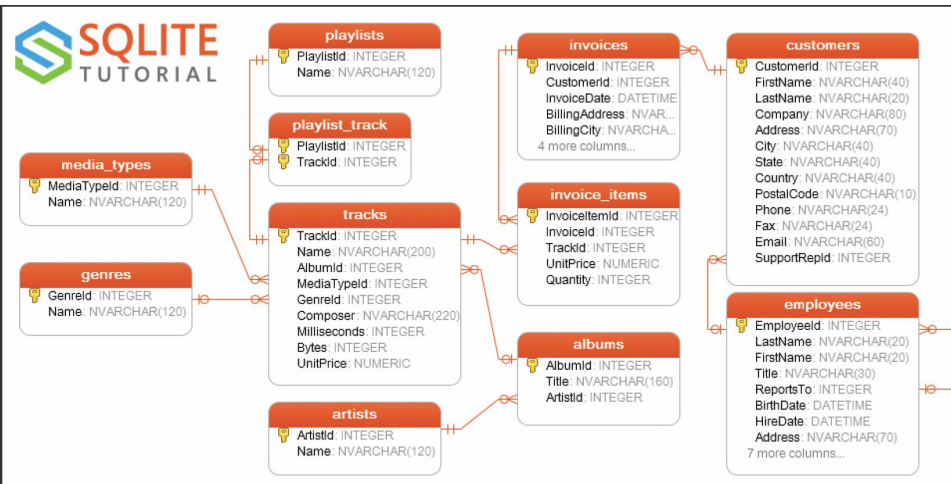 SQLITE
TUTORIAL
playlists
PlaylistId: INTEGER
Name: NVARCHAR(120)
playlist_track
PlaylistId: INTEGER
TrackId: INTEGER
media_types
MediaTypeId: INTEGER
Name: NVARCHAR(120)
genres
GenreId: INTEGER
Name: NVARCHAR(120)
tracks
TrackId: INTEGER
Name: NVARCHAR(200)
AlbumId: INTEGER
MediaTypeId: INTEGER
GenreId: INTEGER
Composer: NVARCHAR(220)
Milliseconds: INTEGER
Bytes: INTEGER
UnitPrice: NUMERIC
artists
ArtistId: INTEGER
Name: NVARCHAR(120)
invoices
InvoiceId: INTEGER
CustomerId: INTEGER
InvoiceDate: DATETIME
BillingAddress: NVAR...
BillingCity: NVARCHA...
4 more columns...
invoice_items
InvoiceItemId: INTEGER
InvoiceId: INTEGER
TrackId: INTEGER
UnitPrice: NUMERIC
Quantity: INTEGER
albums
AlbumId: INTEGER
Title: NVARCHAR(160)
ArtistId: INTEGER
customers
CustomerId: INTEGER
FirstName: NVARCHAR(40)
LastName: NVARCHAR(20)
Company: NVARCHAR(80)
Address: NVARCHAR(70)
City: NVARCHAR(40)
State: NVARCHAR(40)
Country: NVARCHAR(40)
PostalCode: NVARCHAR(10)
Phone: NVARCHAR(24)
Fax: NVARCHAR(24)
Email: NVARCHAR(60)
SupportRepId: INTEGER
employees
EmployeeId: INTEGER
LastName: NVARCHAR(20)
FirstName: NVARCHAR(20)
Title: NVARCHAR(30)
ReportsTo: INTEGER
BirthDate: DATETIME
HireDate: DATETIME
Address: NVARCHAR(70)
7 more columns...